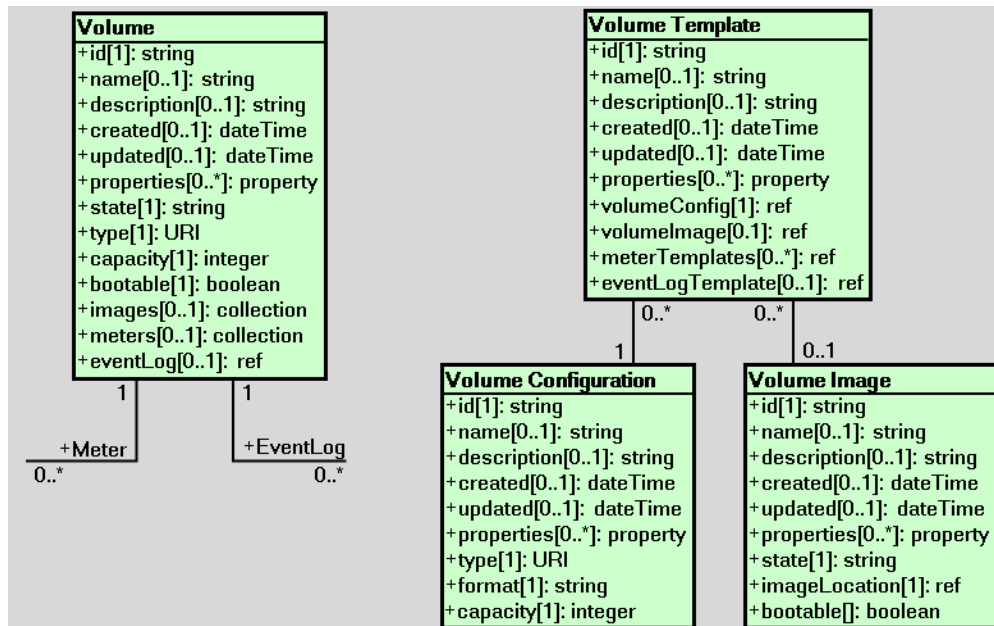 Volume
+id[1]: string
+name[0..1]: string
+description[0..1]: string
+created[0..1]: dateTime
+updated[0..1]: dateTime
+properties[0..*]: property
+state[1]: string
+type[1]: URI
+capacity[1]: integer
+bootable[1]: boolean
+images[0..1]: collection
+meters[0..1]: collection
+eventLog[0..1]: ref
1
1
+Meter
0..*
+EventLog
0..*
Volume Template
+id[1]: string
+name[0..1]: string
+description[0..1]: string
+created[0..1]: dateTime
+updated[0..1]: dateTime
+properties[0..*]: property
+volumeConfig[1]: ref
+volumeImage[0.1]: ref
+meterTemplates[0..*]: ref
+eventLogTemplate[0..1]: ref
0..*
0..*
1
0..1
Volume Configuration
+id[1]: string
+name[0..1]: string
+description[0..1]: string
+created[0..1]: dateTime
+updated[0..1]: dateTime
+properties[0..*]: property
+type[1]: URI
+format[1]: string
+capacity[1]: integer
Volume Image
+id[1]: string
+name[0..1]: string
+description[0..1]: string
+created[0..1]: dateTime
+updated[0..1]: dateTime
+properties[0..*]: property
+state[1]: string
+imageLocation[1]: ref
+bootable[]: boolean